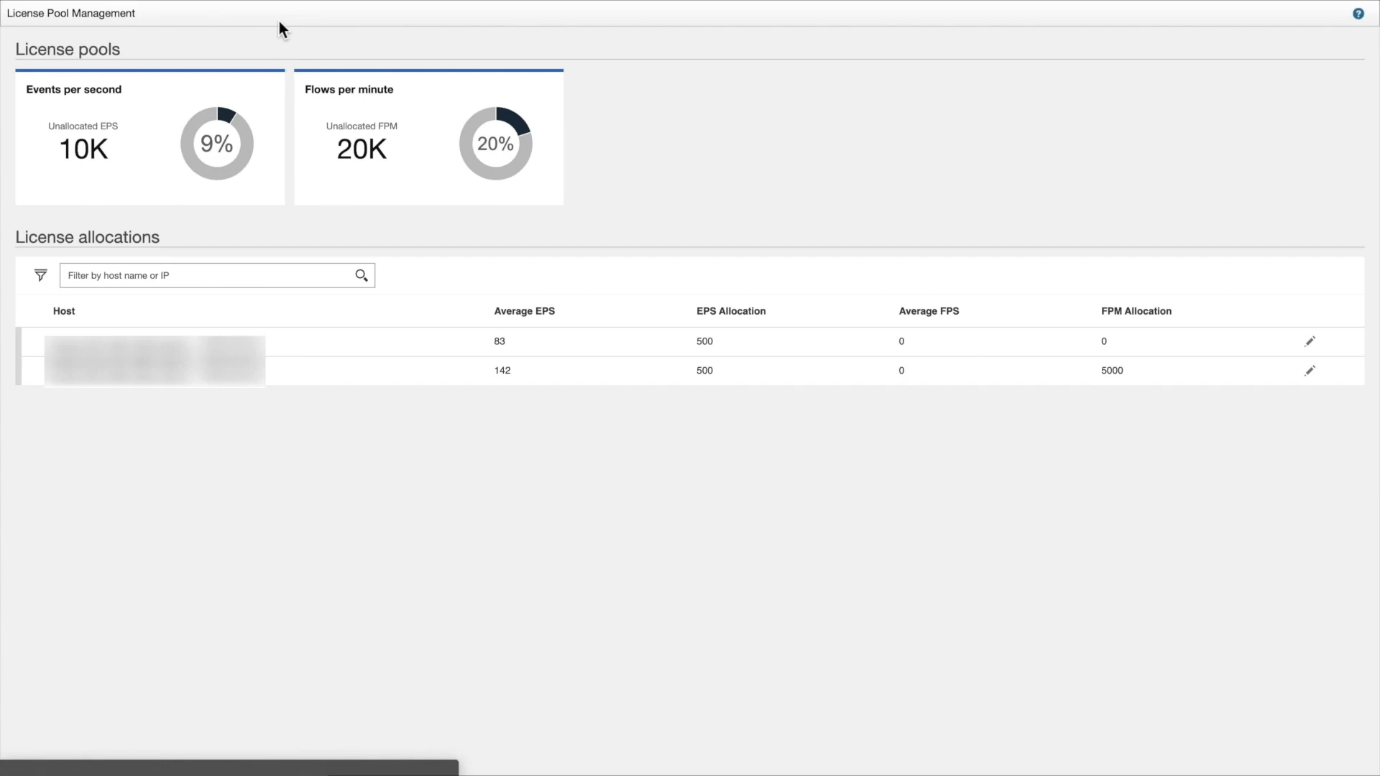 License Pool Management
License pools
Events per second
Unallocated EPS
10K
9%
Flows per minute
Unallocated FPM
20K
20%
License allocations
Filter by host name or IP
Host Average EPS EPS Allocation Average FPS FPM Allocation
83 500 0 0
142 500 0 5000